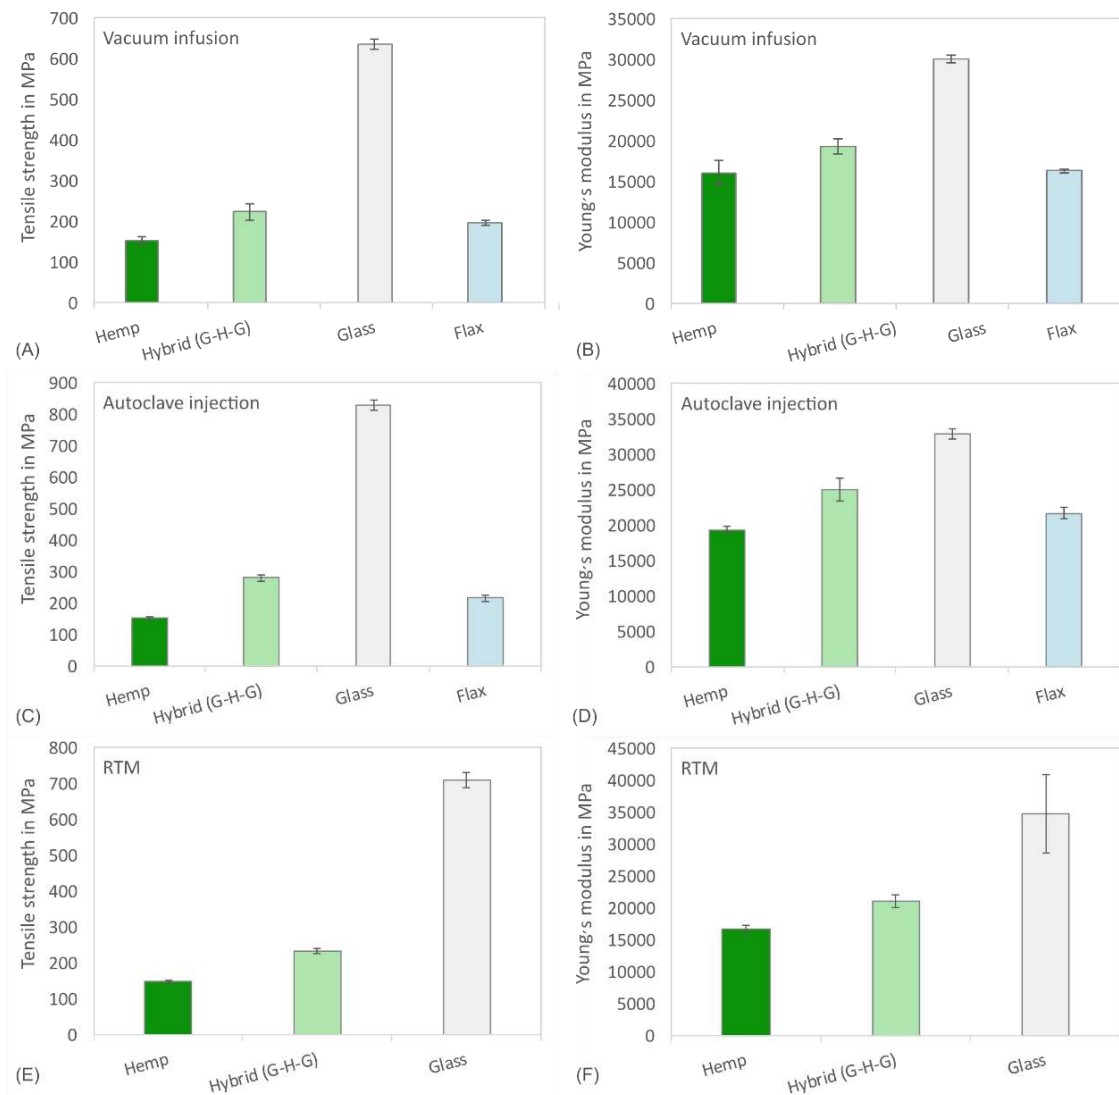 Vacuum infusion
Tensile strength in MPa
700
600
500
400
300
200
100
0
Hemp
Hybrid (G-H-G)
Glass
Flax
(A)
Vacuum infusion
Young´s modulus in MPa
35000
30000
25000
20000
15000
10000
5000
0
Hemp
Hybrid (G-H-G)
Glass
Flax
(B)
Autoclave injection
Tensile strength in MPa
900
800
700
600
500
400
300
200
100
0
Hemp
Hybrid (G-H-G)
Glass
Flax
(C)
Autoclave injection
Young´s modulus in MPa
40000
35000
30000
25000
20000
15000
10000
5000
0
Hemp
Hybrid (G-H-G)
Glass
Flax
(D)
RTM
Tensile strength in MPa
800
700
600
500
400
300
200
100
0
Hemp
Hybrid (G-H-G)
Glass
(E)
RTM
Young´s modulus in MPa
45000
40000
35000
30000
25000
20000
15000
10000
5000
0
Hemp
Hybrid (G-H-G)
Glass
(F)